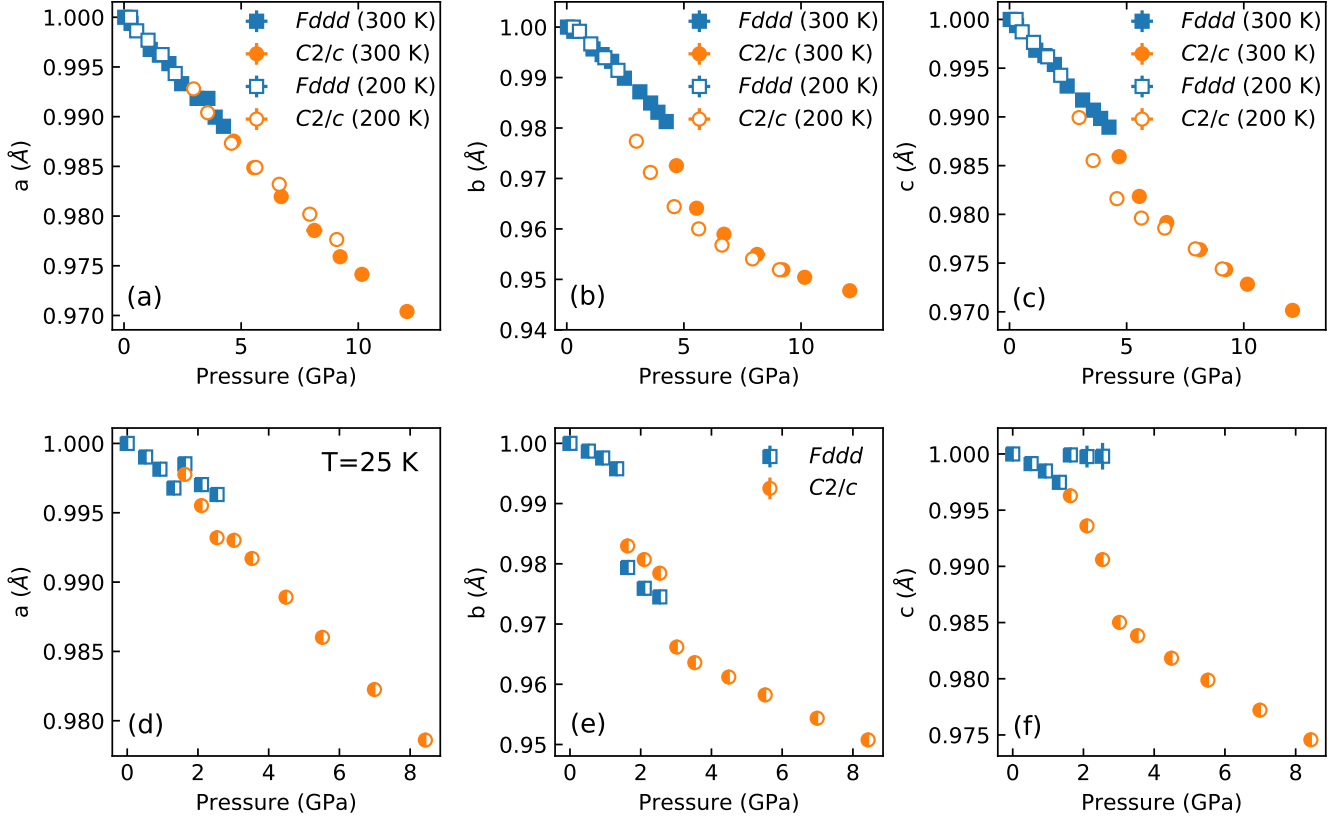 1.000
0.995
0.990
0.985
0.980
0.975
0.970
a (Å)
Fddd (300 K)
C2/c (300 K)
Fddd (200 K)
C2/c (200 K)
(a)
0 5 10
Pressure (GPa)
1.00
0.99
0.98
0.97
0.96
0.95
0.94
b (Å)
Fddd (300 K)
C2/c (300 K)
Fddd (200 K)
C2/c (200 K)
(b)
0 5 10
Pressure (GPa)
1.000
0.995
0.990
0.985
0.980
0.975
0.970
c (Å)
Fddd (300 K)
C2/c (300 K)
Fddd (200 K)
C2/c (200 K)
(c)
0 5 10
Pressure (GPa)
1.000
0.995
0.990
0.985
0.980
a (Å)
T=25 K
(d)
0 2 4 6 8
Pressure (GPa)
1.00
0.99
0.98
0.97
0.96
0.95
b (Å)
Fddd
C2/c
(e)
0 2 4 6 8
Pressure (GPa)
1.000
0.995
0.990
0.985
0.980
0.975
c (Å)
(f)
0 2 4 6 8
Pressure (GPa)